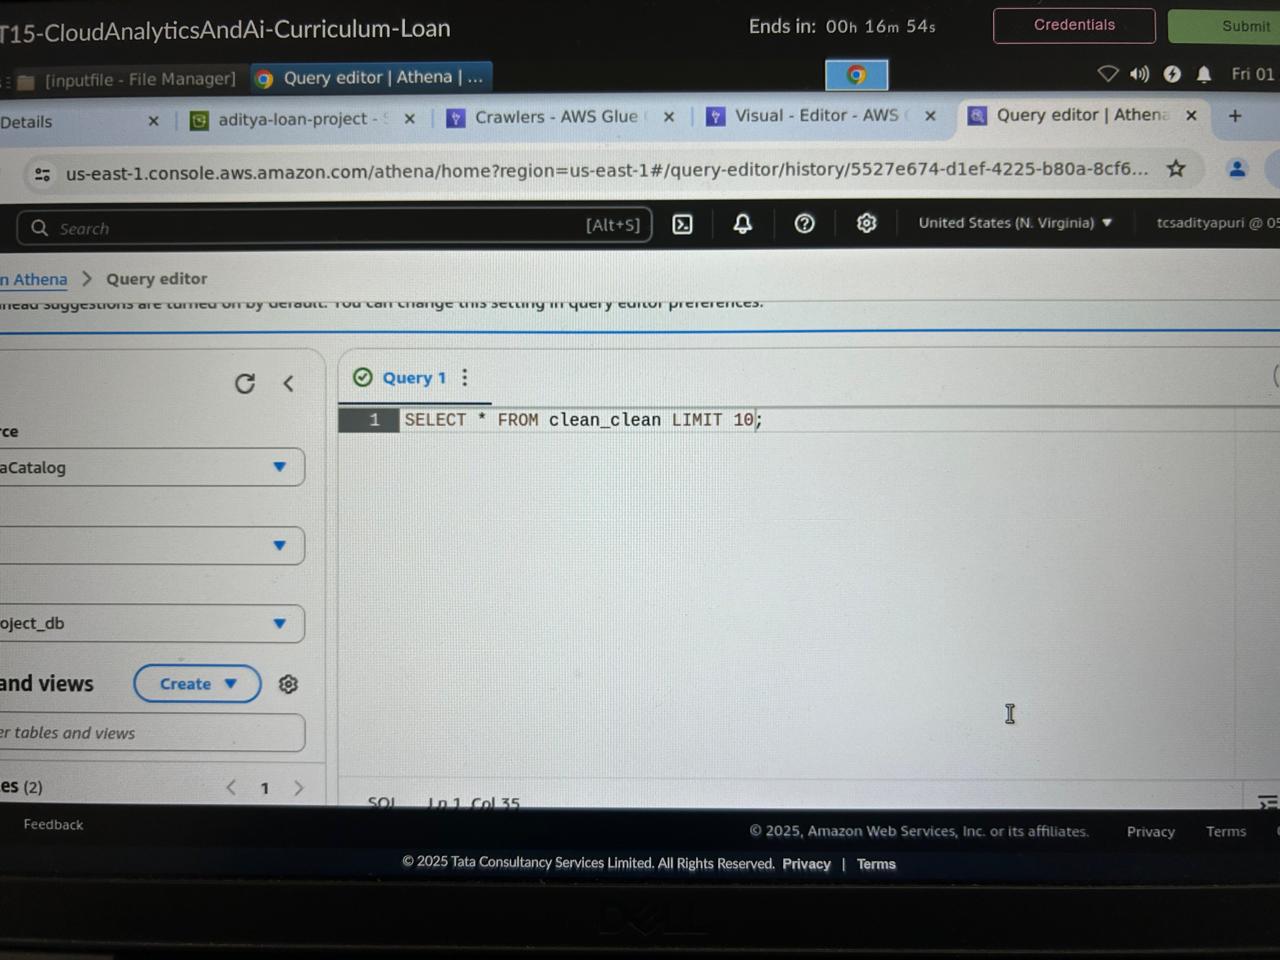 T15-CloudAnalyticsAndAi-Curriculum-Loan
Ends in: 00h 16m 54s
Credentials
Submit
[inputfile - File Manager]
Query editor | Athena | ...
Fri 01
Details
aditya-loan-project -
Crawlers - AWS Glue
Visual - Editor - AWS
Query editor | Athena
us-east-1.console.aws.amazon.com/athena/home?region=us-east-1#/query-editor/history/5527e674-d1ef-4225-b80a-8cf6...
Search
[Alt+S]
United States (N. Virginia)
tcsadityapuri @ 05
n Athena > Query editor
head suggestions are turned on by default. You can change this setting in query editor preferences.
Query 1
1 SELECT * FROM clean_clean LIMIT 10;
rce
aCatalog
oject_db
and views
Create
er tables and views
es (2)
< 1 >
SQL Ln 1, Col 35
Feedback
© 2025, Amazon Web Services, Inc. or its affiliates.
Privacy
Terms
© 2025 Tata Consultancy Services Limited. All Rights Reserved. Privacy | Terms
DELL